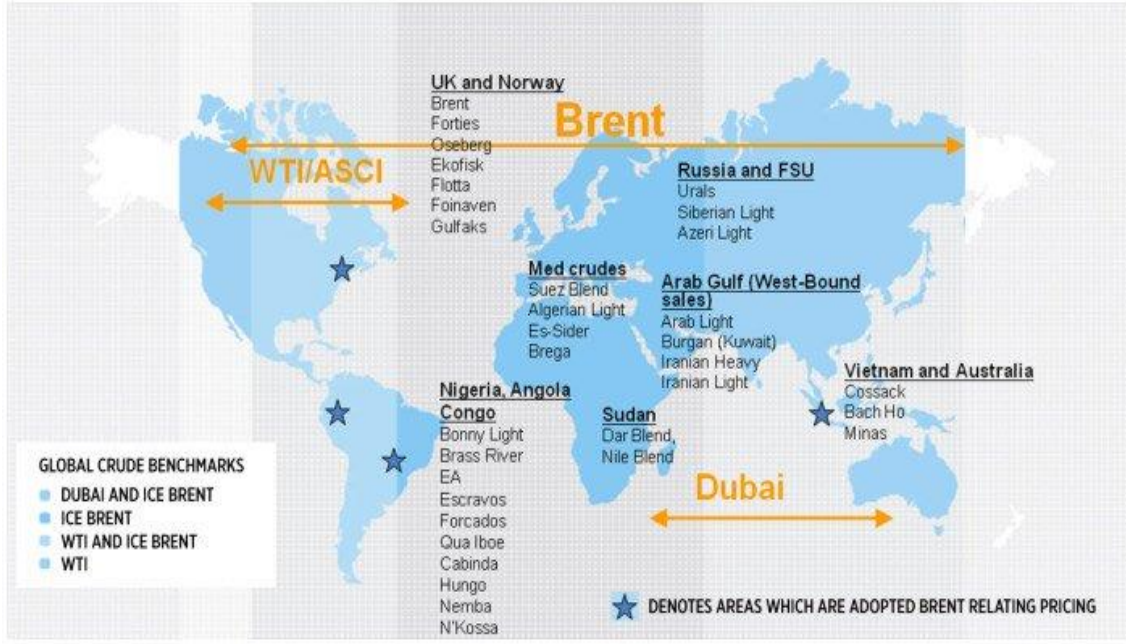 UK and Norway
Brent
Forties
Oseberg
Ekofisk
Flotta
Foinaven
Gulfaks
Brent
WTI/ASCI
Russia and FSU
Urals
Siberian Light
Azeri Light
Med crudes
Suez Blend
Algerian Light
Es-Sider
Brega
Arab Gulf (West-Bound
sales)
Arab Light
Burgan (Kuwait)
Iranian Heavy
Iranian Light
Vietnam and Australia
Cossack
Bach Ho
Minas
Nigeria, Angola
Congo
Bonny Light
Brass River
EA
Escravos
Forcados
Qua Iboe
Cabinda
Hungo
Nemba
N'Kossa
Sudan
Dar Blend,
Nile Blend
Dubai
GLOBAL CRUDE BENCHMARKS
DUBAI AND ICE BRENT
ICE BRENT
WTI AND ICE BRENT
WTI
DENOTES AREAS WHICH ARE ADOPTED BRENT RELATING PRICING